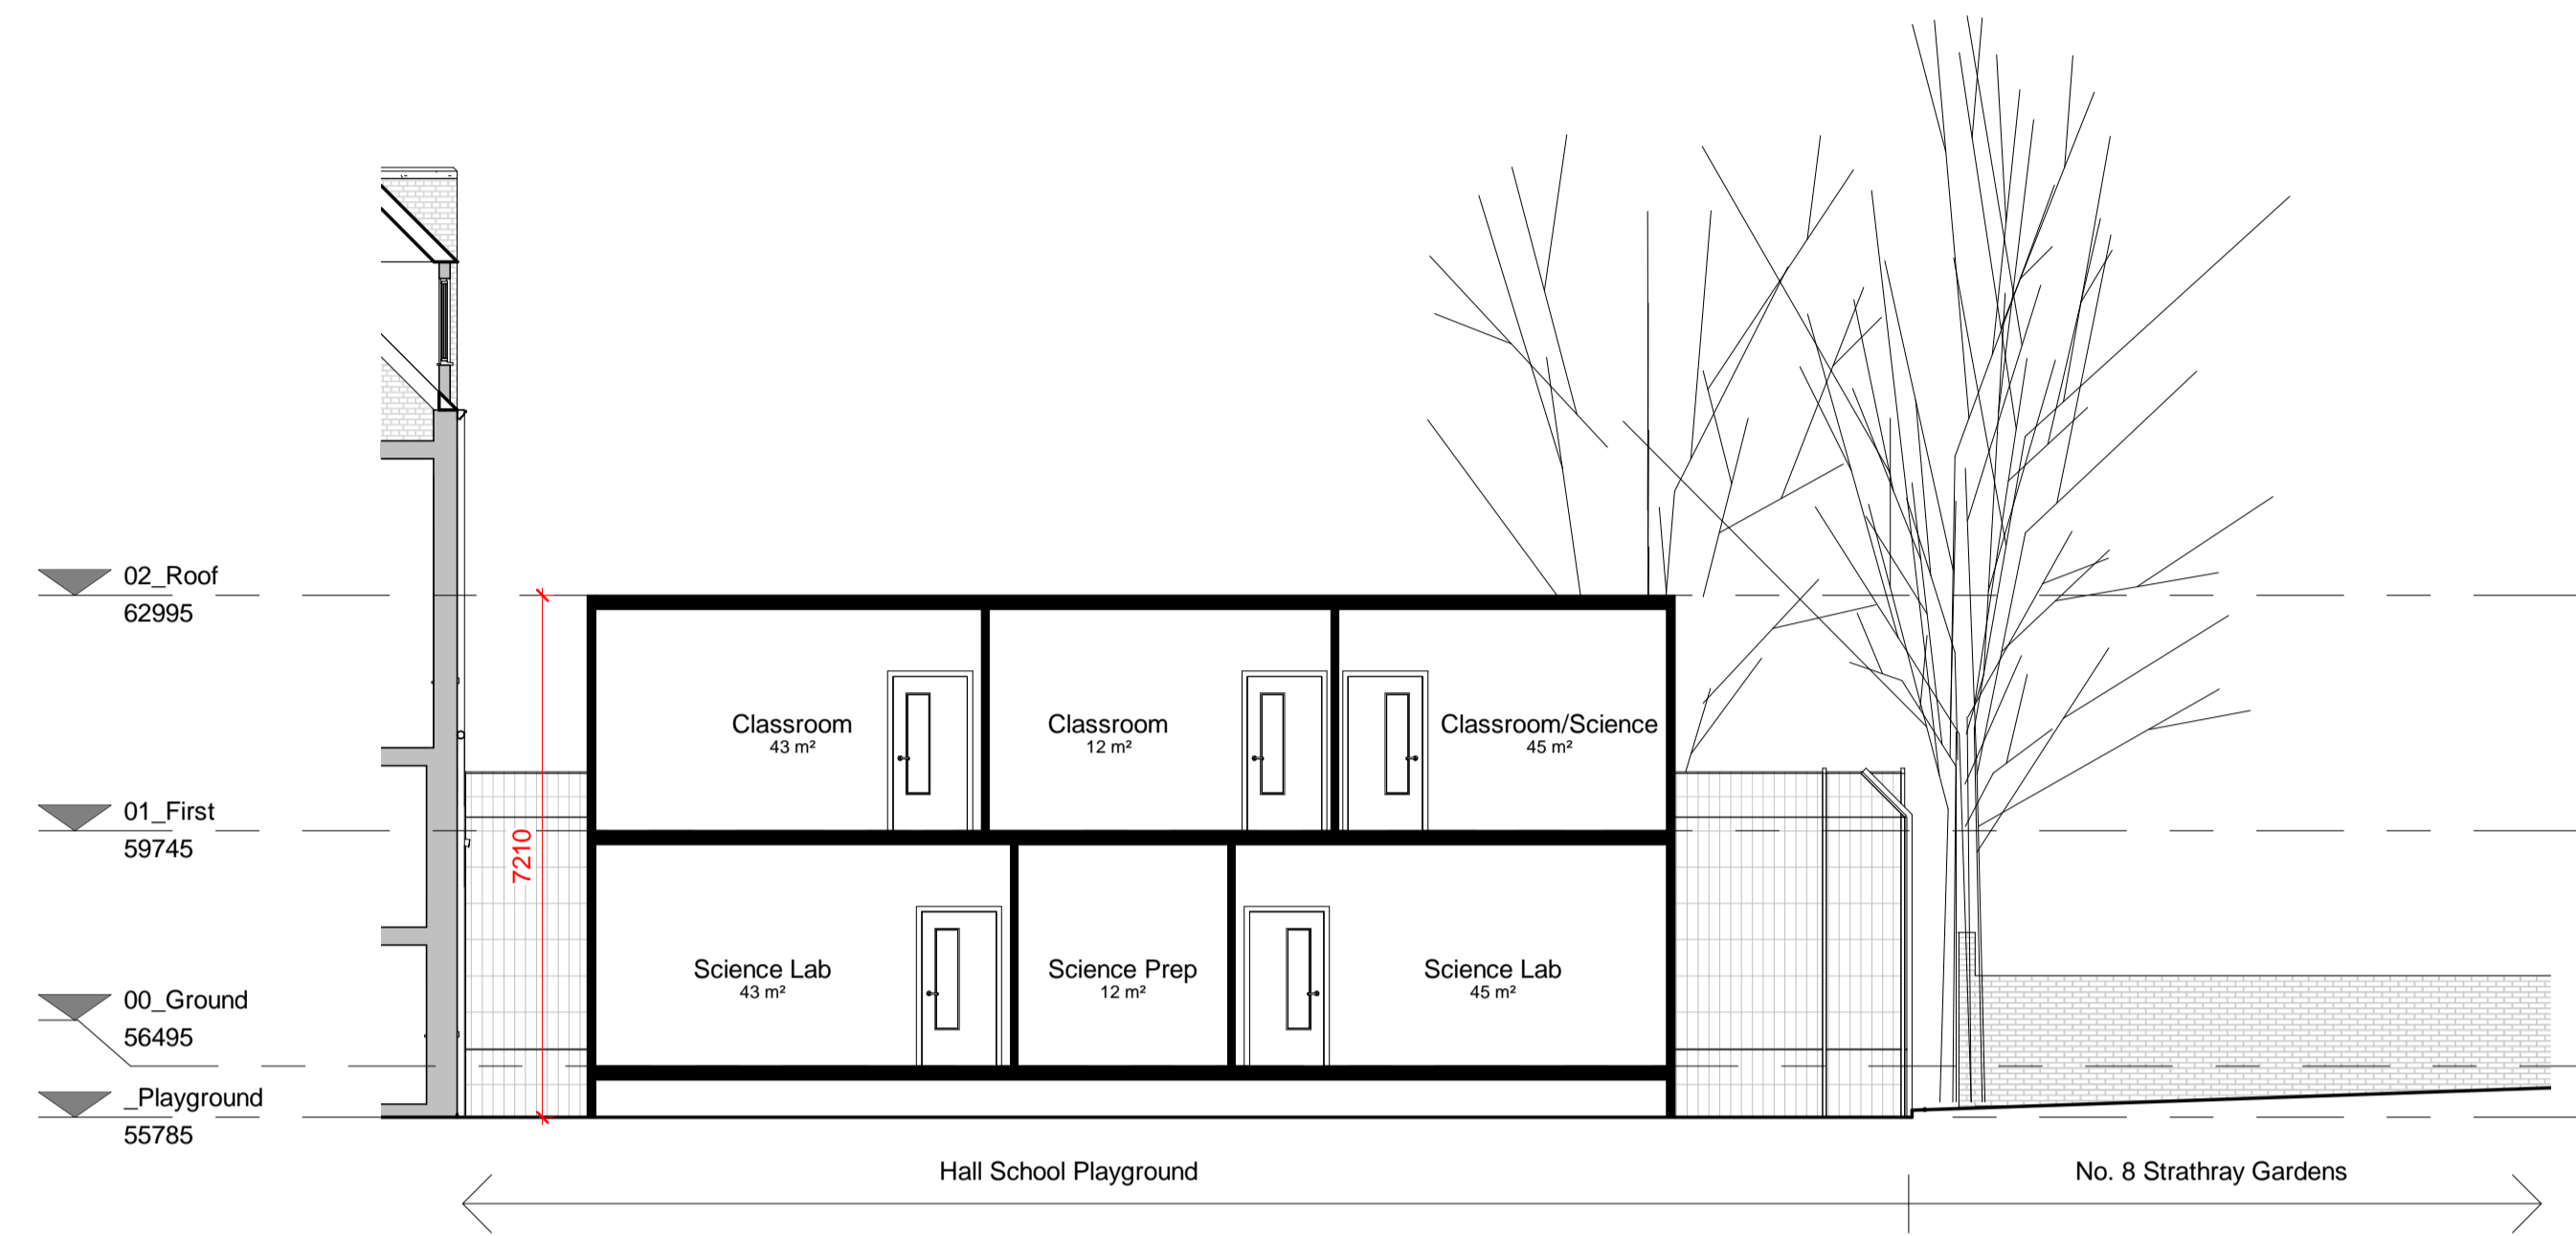 02_Roof
62995
Classroom
43 m²
Classroom
12 m²
Classroom/Science
45 m²
01_First
59745
7210
Science Lab
43 m²
Science Prep
12 m²
Science Lab
45 m²
00_Ground
56495
_Playground
55785
Hall School Playground
No. 8 Strathray Gardens